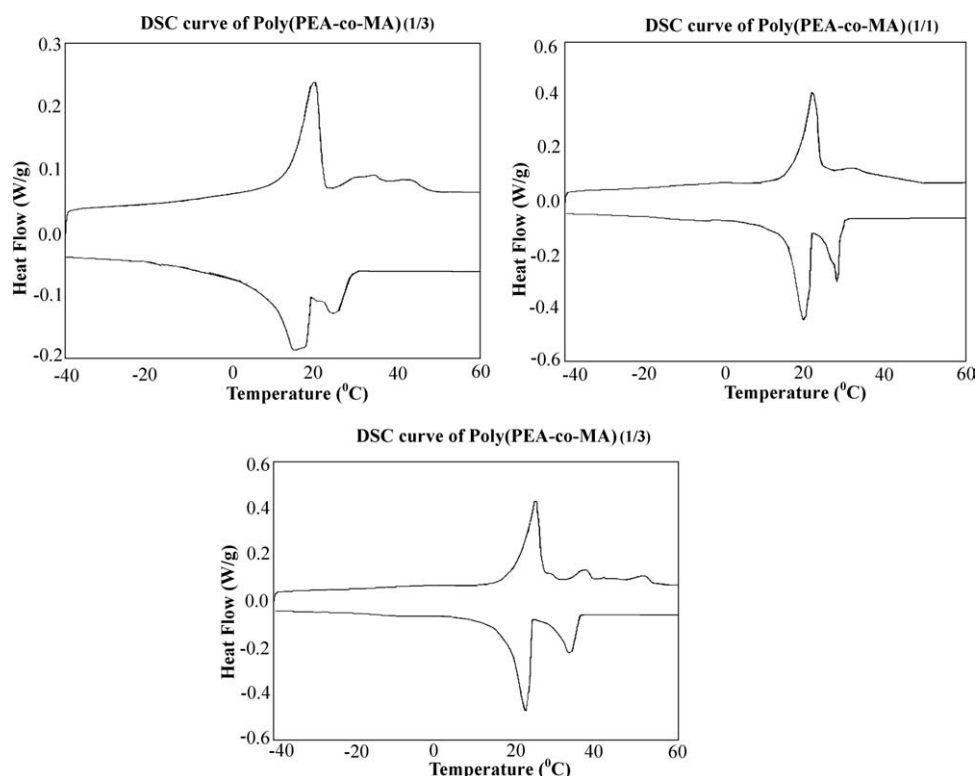 DSC curve of Poly(PEA-co-MA)(1/3)
0.3
0.2
0.1
0.0
-0.1
-0.2
Heat Flow (W/g)
-40 -20 0 20 40 60
Temperature (⁰C)
DSC curve of Poly(PEA-co-MA)(1/1)
0.6
0.4
0.2
0.0
-0.2
-0.4
-0.6
Heat Flow (W/g)
-40 -20 0 20 40 60
Temperature (⁰C)
DSC curve of Poly(PEA-co-MA)(1/3)
0.6
0.4
0.2
0.0
-0.2
-0.4
-0.6
Heat Flow (W/g)
-40 -20 0 20 40 60
Temperature (⁰C)